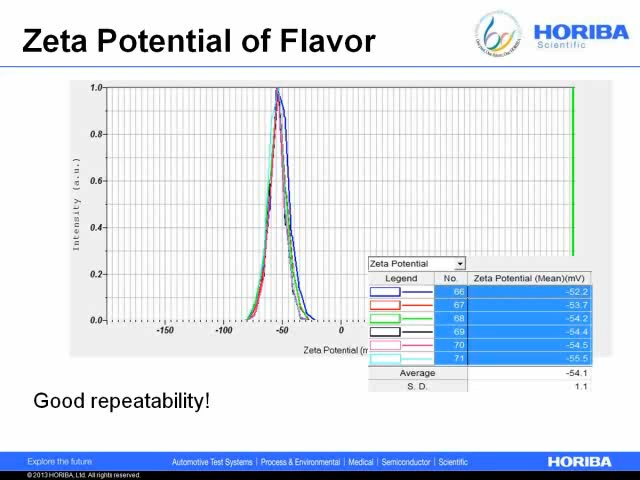 Zeta Potential of Flavor
HORIBA
Scientific
1.0
0.8
0.6
0.4
0.2
0.0
Intensity (a.u.)
-150
-100
-50
0
Zeta Potential (m
Zeta Potential
Legend No. Zeta Potential (Mean)(mV)
66 -52.2
67 -53.7
68 -54.2
69 -54.4
70 -54.5
71 -55.5
Average -54.1
S. D. 1.1
Good repeatability!
Explore the future
Automotive Test Systems | Process & Environmental | Medical | Semiconductor | Scientific
HORIBA
© 2013 HORIBA, Ltd. All rights reserved.